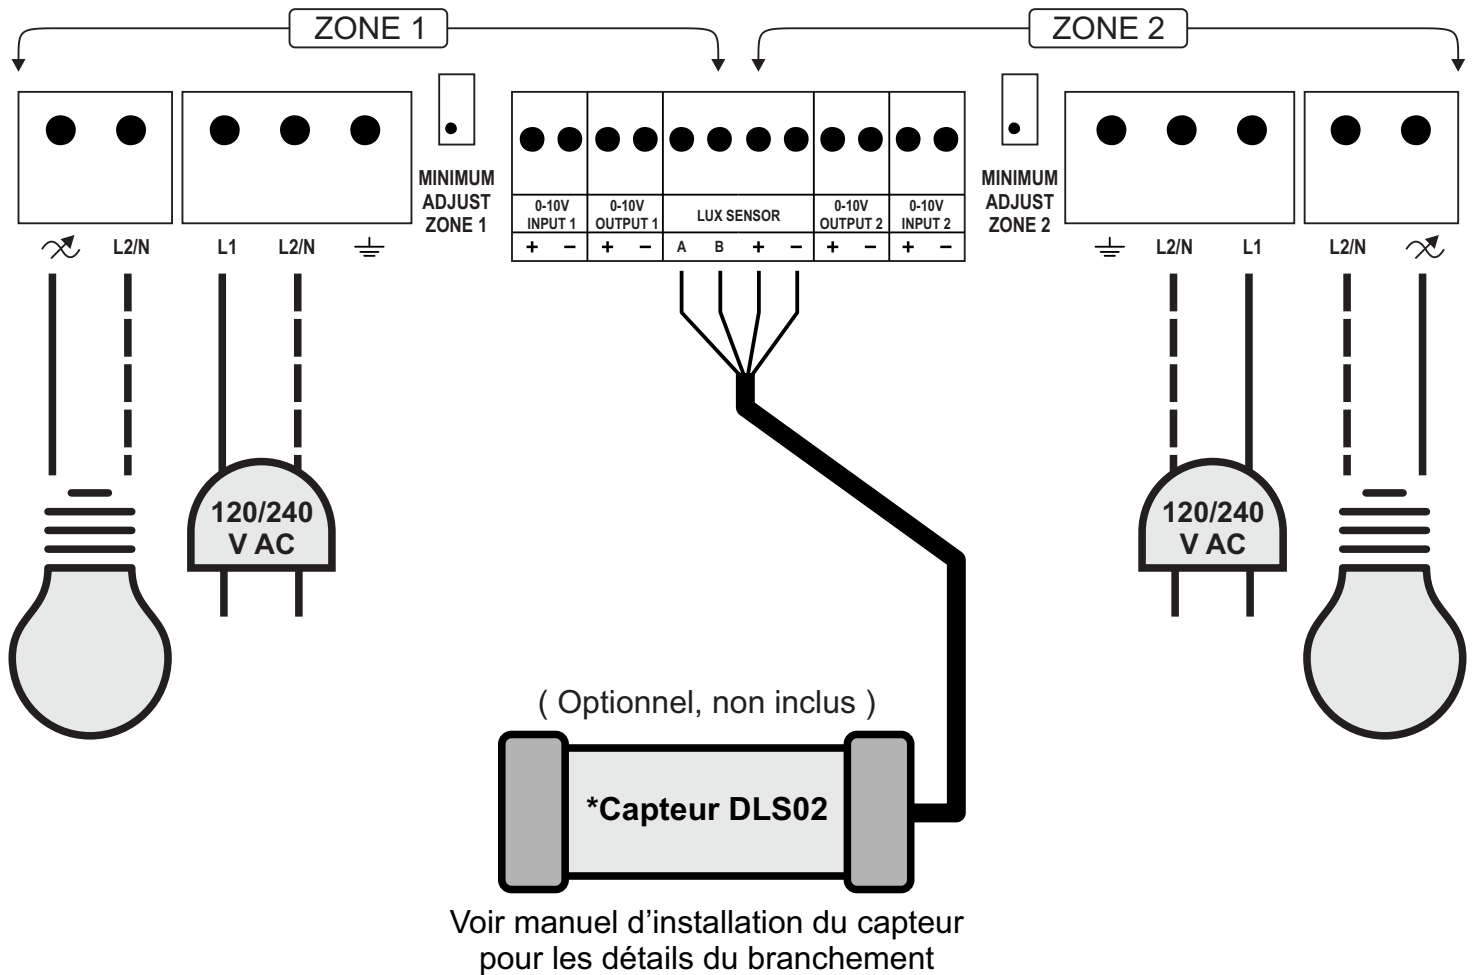 ZONE 1 ZONE 2
MINIMUM
ADJUST
ZONE 1
MINIMUM
ADJUST
ZONE 2
0-10V
INPUT 1
0-10V
OUTPUT 1
LUX SENSOR
0-10V
OUTPUT 2
0-10V
INPUT 2
+ − + − A B + − + − + −
L2/N L1 L2/N L2/N L1 L2/N
120/240
V AC
120/240
V AC
( Optionnel, non inclus )
*Capteur DLS02
Voir manuel d’installation du capteur
pour les détails du branchement